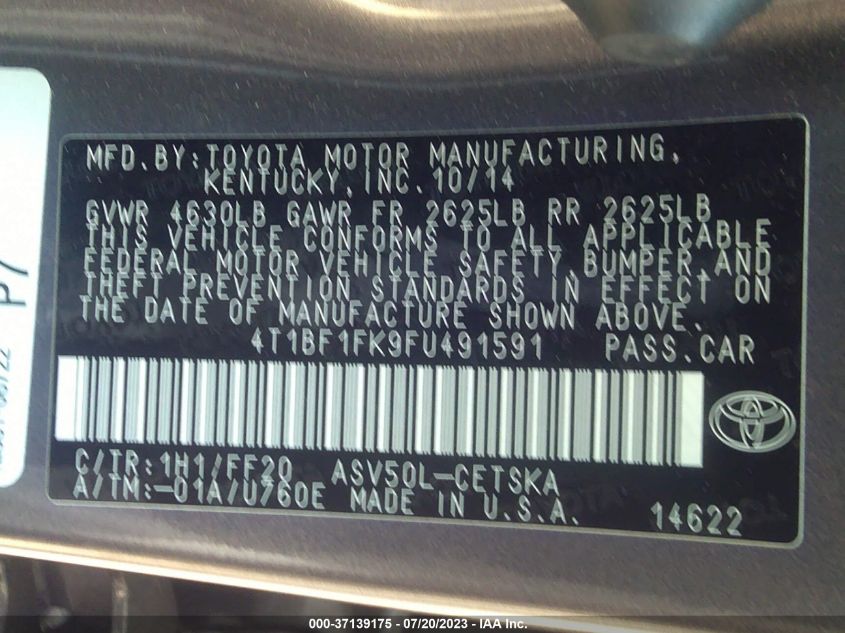 MFD. BY: TOYOTA MOTOR MANUFACTURING,
KENTUCKY, INC. 10/14
GVWR 4630LB GAWR FR 2625LB RR 2625LB
THIS VEHICLE CONFORMS TO ALL APPLICABLE
FEDERAL MOTOR VEHICLE SAFETY, BUMPER, AND
THEFT PREVENTION STANDARDS IN EFFECT ON
THE DATE OF MANUFACTURE SHOWN ABOVE.
4T1BF1FK9FU491591 PASS. CAR
C/TR: 1H1/FF20 ASV50L-CETSKA
A/TM: -01A/U760E MADE IN U.S.A. 14622
P7
000-37139175 - 07/20/2023 - IAA Inc.